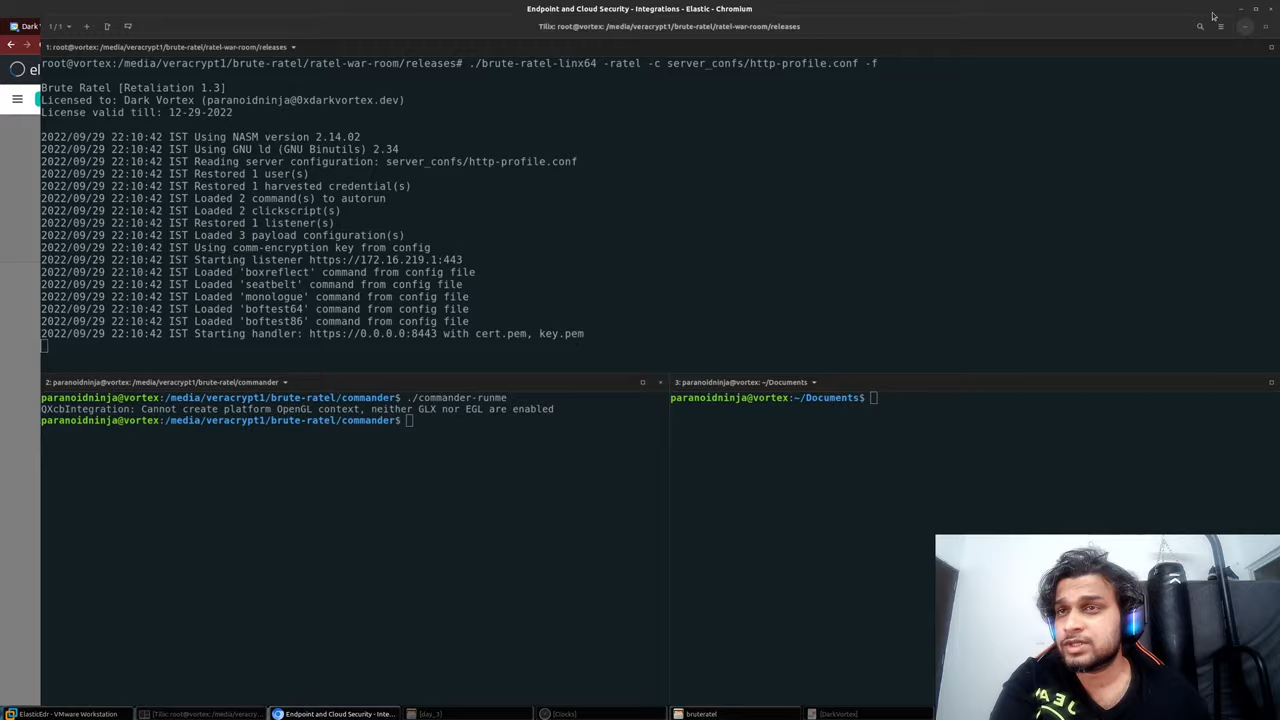 Endpoint and Cloud Security - Integrations - Elastic - Chromium
Dark
1 / 1
Tilix: root@vortex: /media/veracrypt1/brute-ratel/ratel-war-room/releases
1: root@vortex: /media/veracrypt1/brute-ratel/ratel-war-room/releases
el
root@vortex:/media/veracrypt1/brute-ratel/ratel-war-room/releases# ./brute-ratel-linx64 -ratel -c server_confs/http-profile.conf -f
Brute Ratel [Retaliation 1.3]
Licensed to: Dark Vortex (paranoidninja@0xdarkvortex.dev)
License valid till: 12-29-2022
2022/09/29 22:10:42 IST Using NASM version 2.14.02
2022/09/29 22:10:42 IST Using GNU ld (GNU Binutils) 2.34
2022/09/29 22:10:42 IST Reading server configuration: server_confs/http-profile.conf
2022/09/29 22:10:42 IST Restored 1 user(s)
2022/09/29 22:10:42 IST Restored 1 harvested credential(s)
2022/09/29 22:10:42 IST Loaded 2 command(s) to autorun
2022/09/29 22:10:42 IST Loaded 2 clickscript(s)
2022/09/29 22:10:42 IST Restored 1 listener(s)
2022/09/29 22:10:42 IST Loaded 3 payload configuration(s)
2022/09/29 22:10:42 IST Using comm-encryption key from config
2022/09/29 22:10:42 IST Starting listener https://172.16.219.1:443
2022/09/29 22:10:42 IST Loaded 'boxreflect' command from config file
2022/09/29 22:10:42 IST Loaded 'seatbelt' command from config file
2022/09/29 22:10:42 IST Loaded 'monologue' command from config file
2022/09/29 22:10:42 IST Loaded 'boftest64' command from config file
2022/09/29 22:10:42 IST Loaded 'boftest86' command from config file
2022/09/29 22:10:42 IST Starting handler: https://0.0.0.0:8443 with cert.pem, key.pem
2: paranoidninja@vortex: /media/veracrypt1/brute-ratel/commander
paranoidninja@vortex:/media/veracrypt1/brute-ratel/commander$ ./commander-runme
QXcbIntegration: Cannot create platform OpenGL context, neither GLX nor EGL are enabled
paranoidninja@vortex:/media/veracrypt1/brute-ratel/commander$
3: paranoidninja@vortex: ~/Documents
paranoidninja@vortex:~/Documents$
ElasticEdr - VMware Workstation
[Tilix: root@vortex: /media/veracry...
Endpoint and Cloud Security - Inte...
[day_1]
[Clocks]
bruteratel
[DarkVortex]